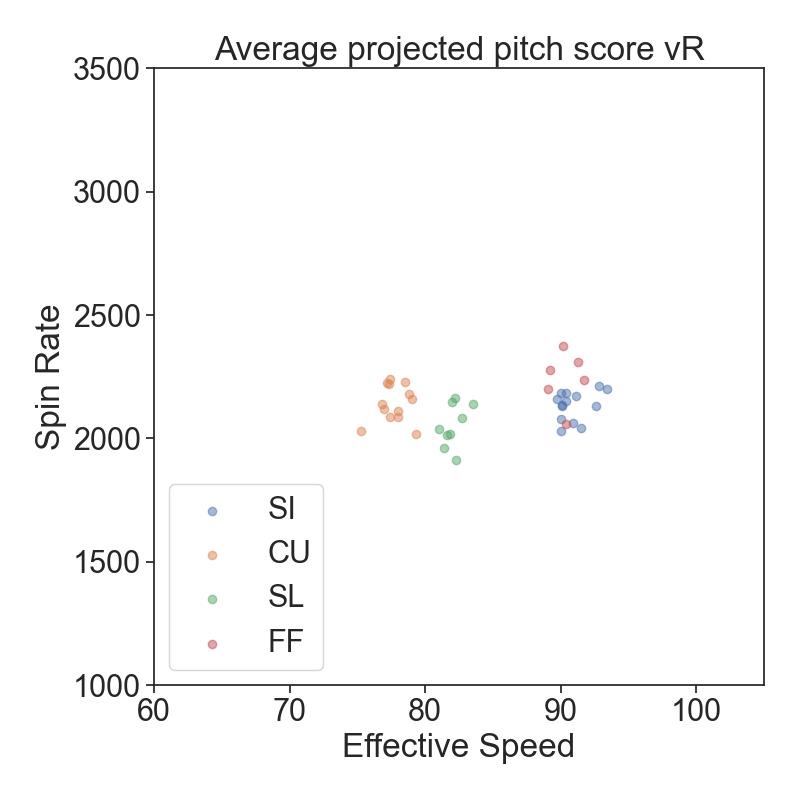 Average projected pitch score vR
3500
3000
2500
2000
1500
1000
Spin Rate
SI
CU
SL
FF
60 70 80 90 100
Effective Speed